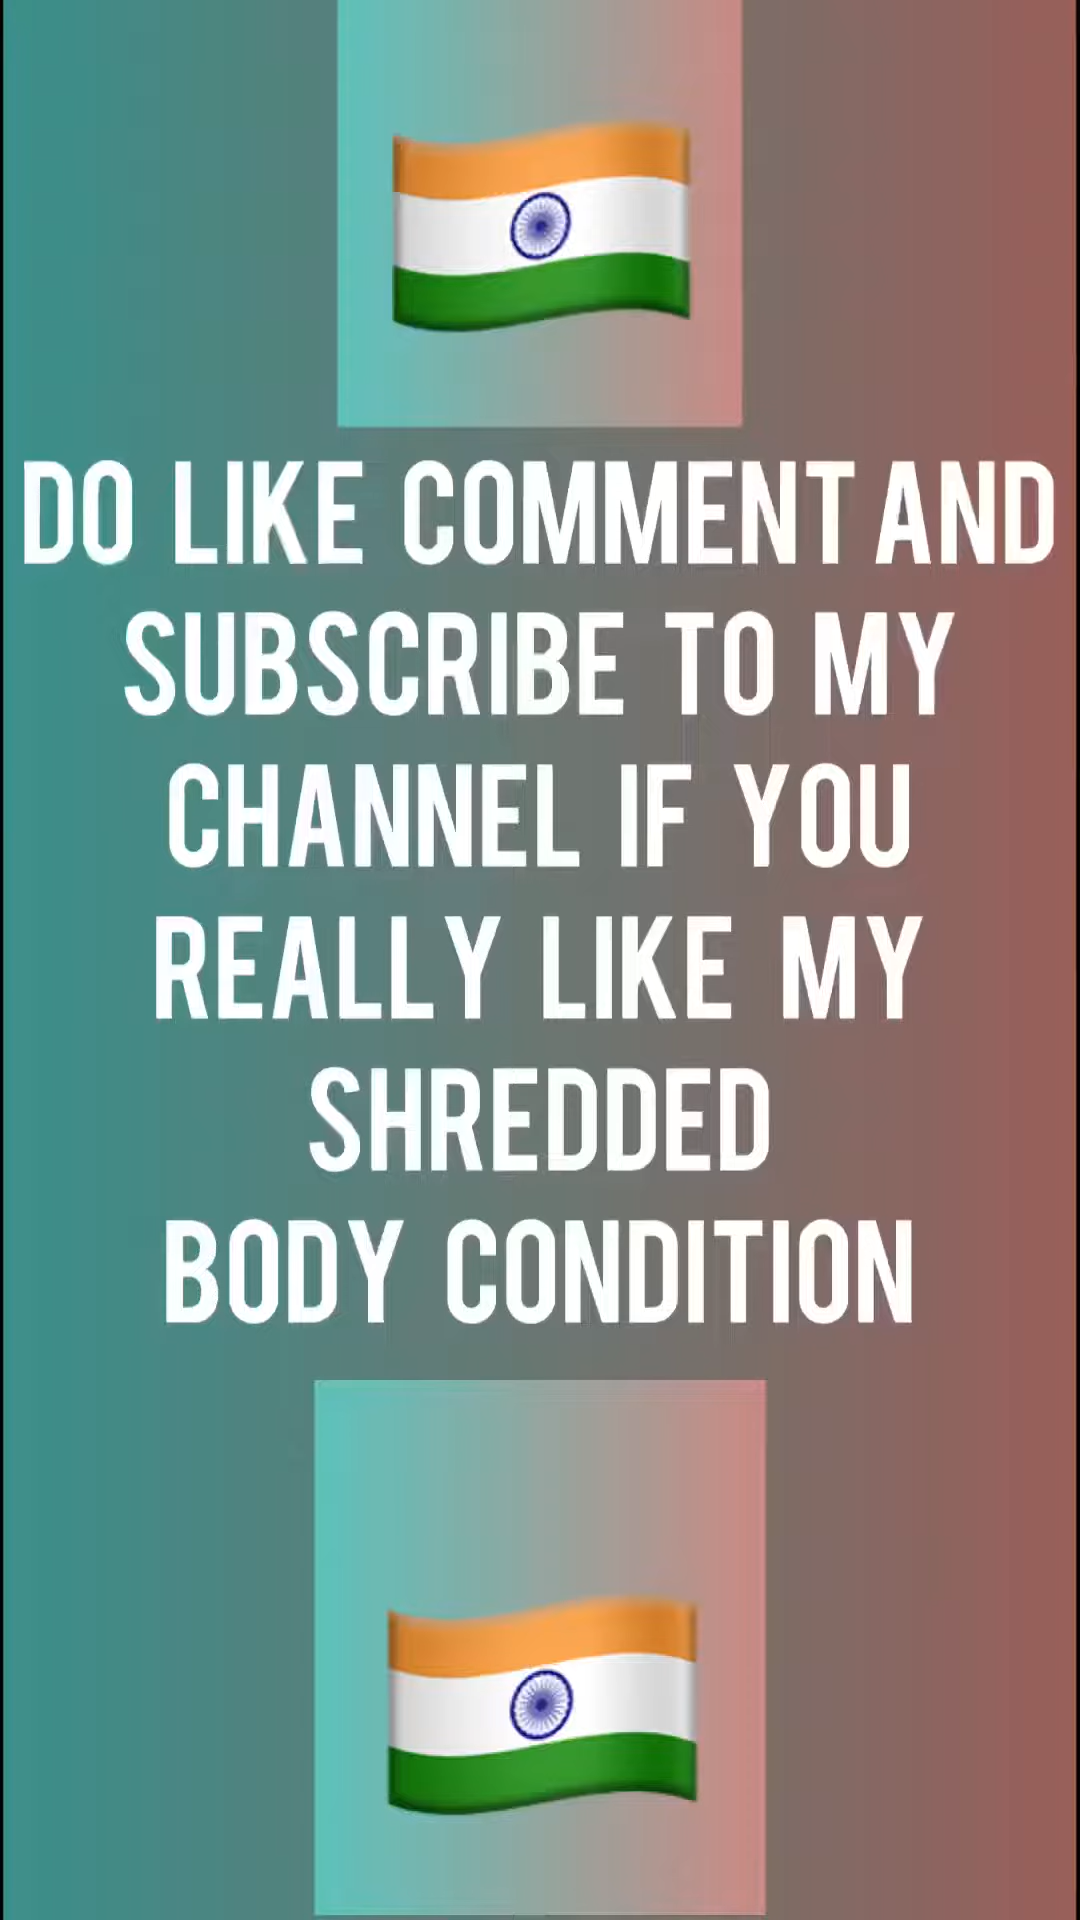 DO LIKE COMMENT AND
SUBSCRIBE TO MY
CHANNEL IF YOU
REALLY LIKE MY
SHREDDED
BODY CONDITION